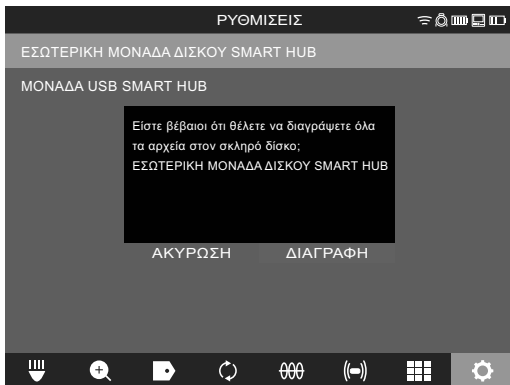 ΡΥΘΜΙΣΕΙΣ
ΕΣΩΤΕΡΙΚΗ ΜΟΝΑΔΑ ΔΙΣΚΟΥ SMART HUB
ΜΟΝΑΔΑ USB SMART HUB
Είστε βέβαιοι ότι θέλετε να διαγράψετε όλα
τα αρχεία στον σκληρό δίσκο;
ΕΣΩΤΕΡΙΚΗ ΜΟΝΑΔΑ ΔΙΣΚΟΥ SMART HUB
ΑΚΥΡΩΣΗ ΔΙΑΓΡΑΦΗ